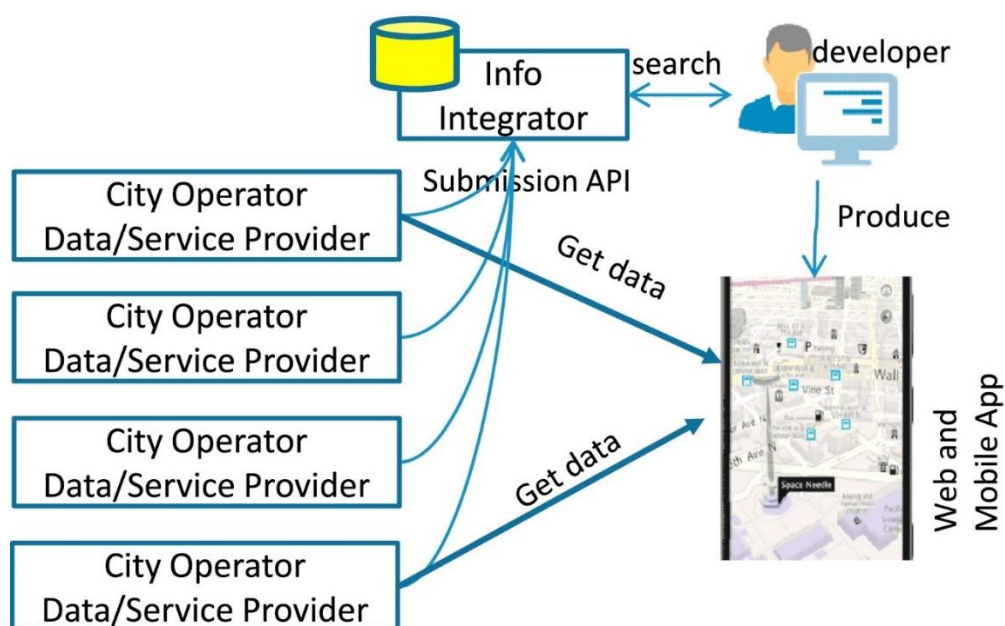 Info
Integrator
search
developer
Submission API
City Operator
Data/Service Provider
City Operator
Data/Service Provider
City Operator
Data/Service Provider
City Operator
Data/Service Provider
Get data
Get data
Produce
P
Wall
Vine St
Ave N
Space Needle
Web and
Mobile App